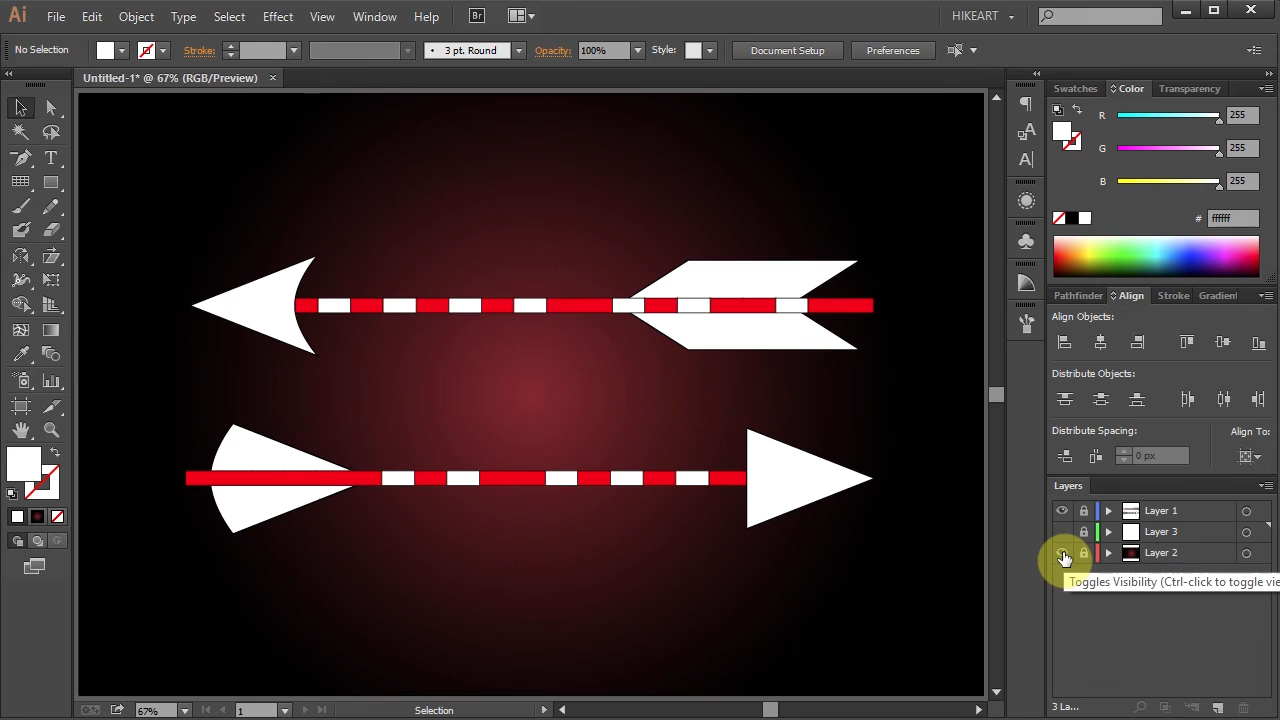 Ai File Edit Object Type Select Effect View Window Help Br HIKEART
No Selection Stroke: 3 pt. Round Opacity: 100% Style: Document Setup Preferences
Untitled-1* @ 67% (RGB/Preview)
Swatches Color Transparency
R 255
G 255
B 255
# ffffff
Pathfinder Align Stroke Gradient
Align Objects:
Distribute Objects:
Distribute Spacing: Align To:
0 px
Layers
Layer 1
Layer 3
Layer 2
Toggles Visibility (Ctrl-click to toggle vie
3 La...
67% 1 Selection